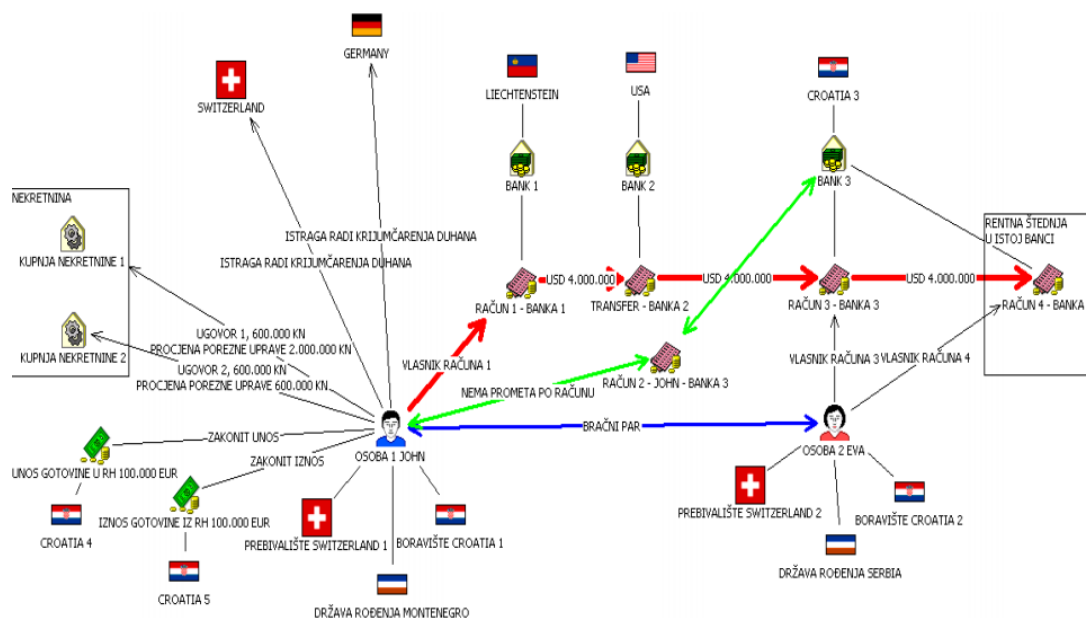 GERMANY
SWITZERLAND
LIECHTENSTEIN
USA
CROATIA 3
BANK 1
BANK 2
BANK 3
NEKRETNINA
KUPNJA NEKRETNINE 1
KUPNJA NEKRETNINE 2
ISTRAGA RADI KRIJUMČARENJA DUHANA
ISTRAGA RADI KRIJUMČARENJA DUHANA
RENTNA ŠTEDNJA
U ISTOJ BANCI
USD 4.000.000
USD 4.000.000
USD 4.000.000
RAČUN 1 - BANKA 1
TRANSFER - BANKA 2
RAČUN 3 - BANKA 3
RAČUN 4 - BANKA
UGOVOR 1, 600.000 KN
PROCJENA POREZNE UPRAVE 2.000.000 KN
UGOVOR 2, 600.000 KN
PROCJENA POREZNE UPRAVE 600.000 KN
VLASNIK RAČUNA 1
VLASNIK RAČUNA 3
VLASNIK RAČUNA 4
RAČUN 2 - JOHN - BANKA 3
NEMA PROMETA PO RAČUNU
BRAČNI PAR
ZAKONIT UNOS
ZAKONIT IZNOS
OSOBA 1 JOHN
OSOBA 2 EVA
UNOS GOTOVINE U RH 100.000 EUR
IZNOS GOTOVINE IZ RH 100.000 EUR
CROATIA 4
CROATIA 5
PREBIVALIŠTE SWITZERLAND 1
BORAVIŠTE CROATIA 1
DRŽAVA ROĐENJA MONTENEGRO
PREBIVALIŠTE SWITZERLAND 2
BORAVIŠTE CROATIA 2
DRŽAVA ROĐENJA SERBIA